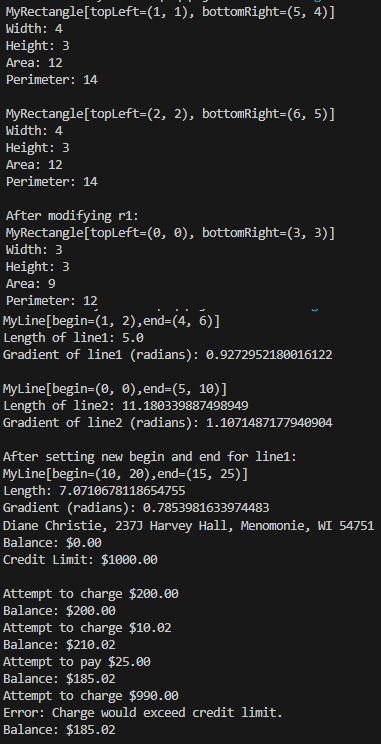 MyRectangle[topLeft=(1, 1), bottomRight=(5, 4)]
Width: 4
Height: 3
Area: 12
Perimeter: 14

MyRectangle[topLeft=(2, 2), bottomRight=(6, 5)]
Width: 4
Height: 3
Area: 12
Perimeter: 14

After modifying r1:
MyRectangle[topLeft=(0, 0), bottomRight=(3, 3)]
Width: 3
Height: 3
Area: 9
Perimeter: 12
MyLine[begin=(1, 2),end=(4, 6)]
Length of line1: 5.0
Gradient of line1 (radians): 0.9272952180016122

MyLine[begin=(0, 0),end=(5, 10)]
Length of line2: 11.180339887498949
Gradient of line2 (radians): 1.1071487177940904

After setting new begin and end for line1:
MyLine[begin=(10, 20),end=(15, 25)]
Length: 7.0710678118654755
Gradient (radians): 0.7853981633974483
Diane Christie, 237J Harvey Hall, Menomonie, WI 54751
Balance: $0.00
Credit Limit: $1000.00

Attempt to charge $200.00
Balance: $200.00
Attempt to charge $10.02
Balance: $210.02
Attempt to pay $25.00
Balance: $185.02
Attempt to charge $990.00
Error: Charge would exceed credit limit.
Balance: $185.02